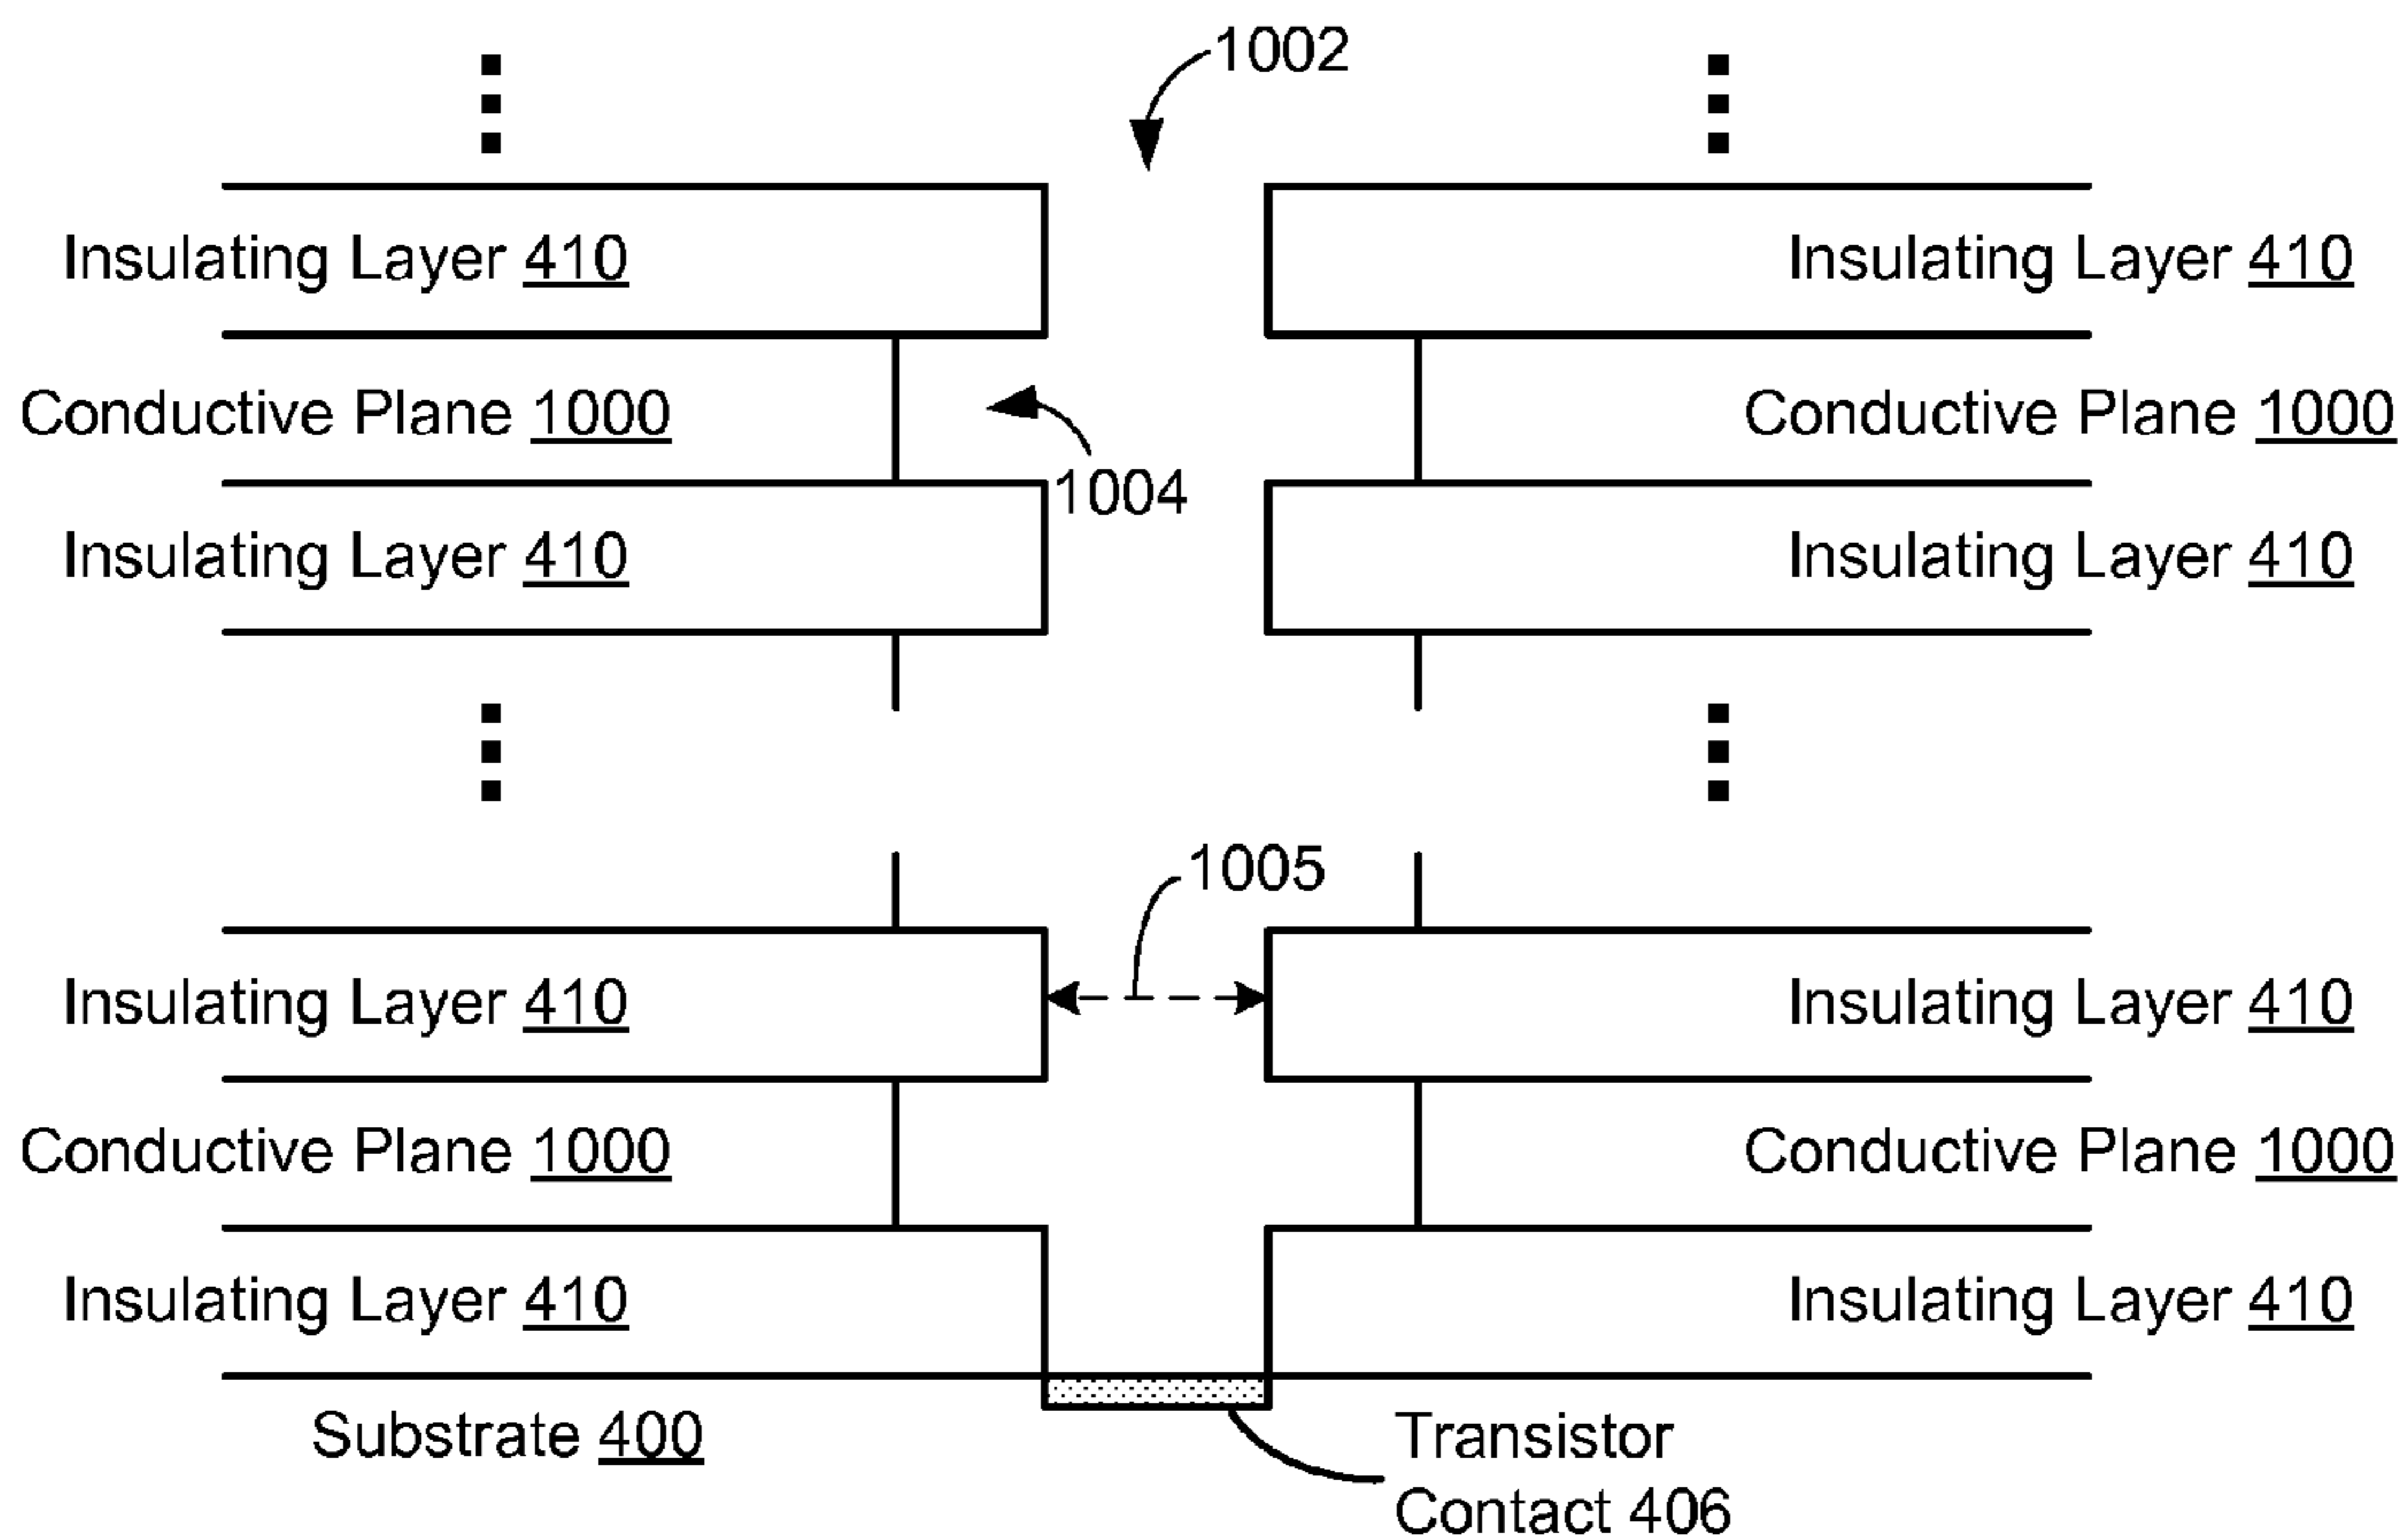 1002
Insulating Layer 410 Insulating Layer 410
Conductive Plane 1000 Conductive Plane 1000
1004
Insulating Layer 410 Insulating Layer 410
1005
Insulating Layer 410 Insulating Layer 410
Conductive Plane 1000 Conductive Plane 1000
Insulating Layer 410 Insulating Layer 410
Substrate 400 Transistor
Contact 406